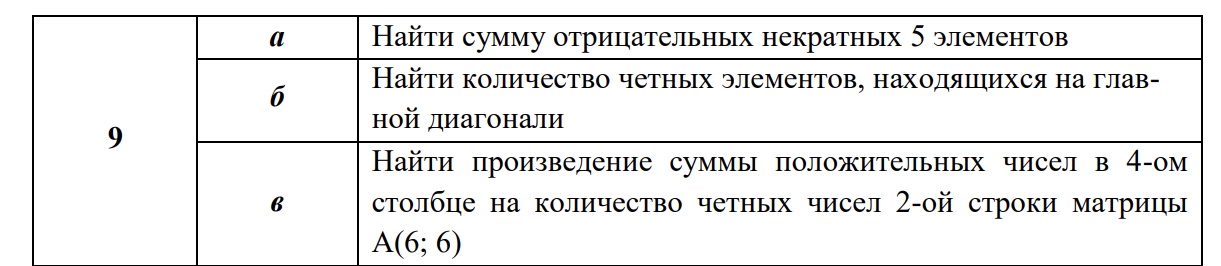 9
а
Найти сумму отрицательных некратных 5 элементов
б
Найти количество четных элементов, находящихся на глав-
ной диагонали
в
Найти произведение суммы положительных чисел в 4-ом
столбце на количество четных чисел 2-ой строки матрицы
А(6; 6)